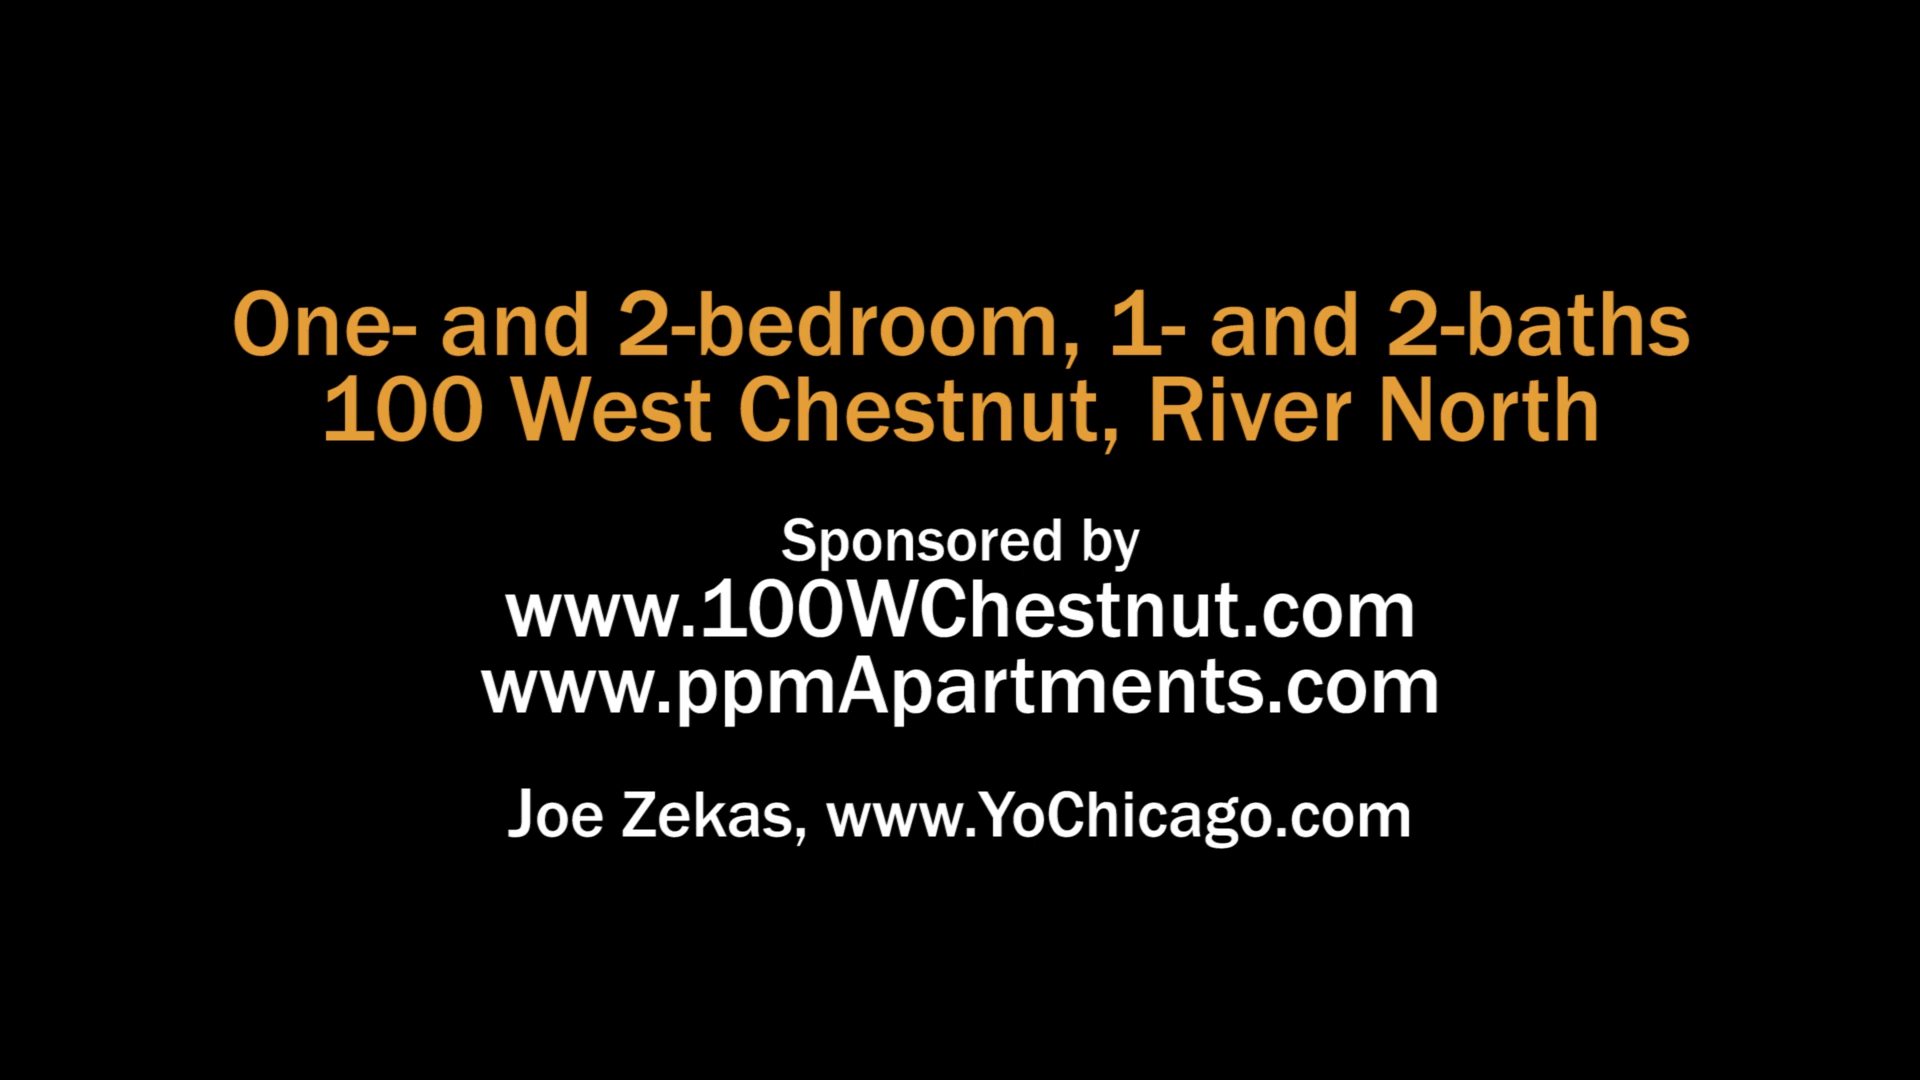 One- and 2-bedroom, 1- and 2-baths
100 West Chestnut, River North
Sponsored by
www.100WChestnut.com
www.ppmApartments.com
Joe Zekas, www.YoChicago.com